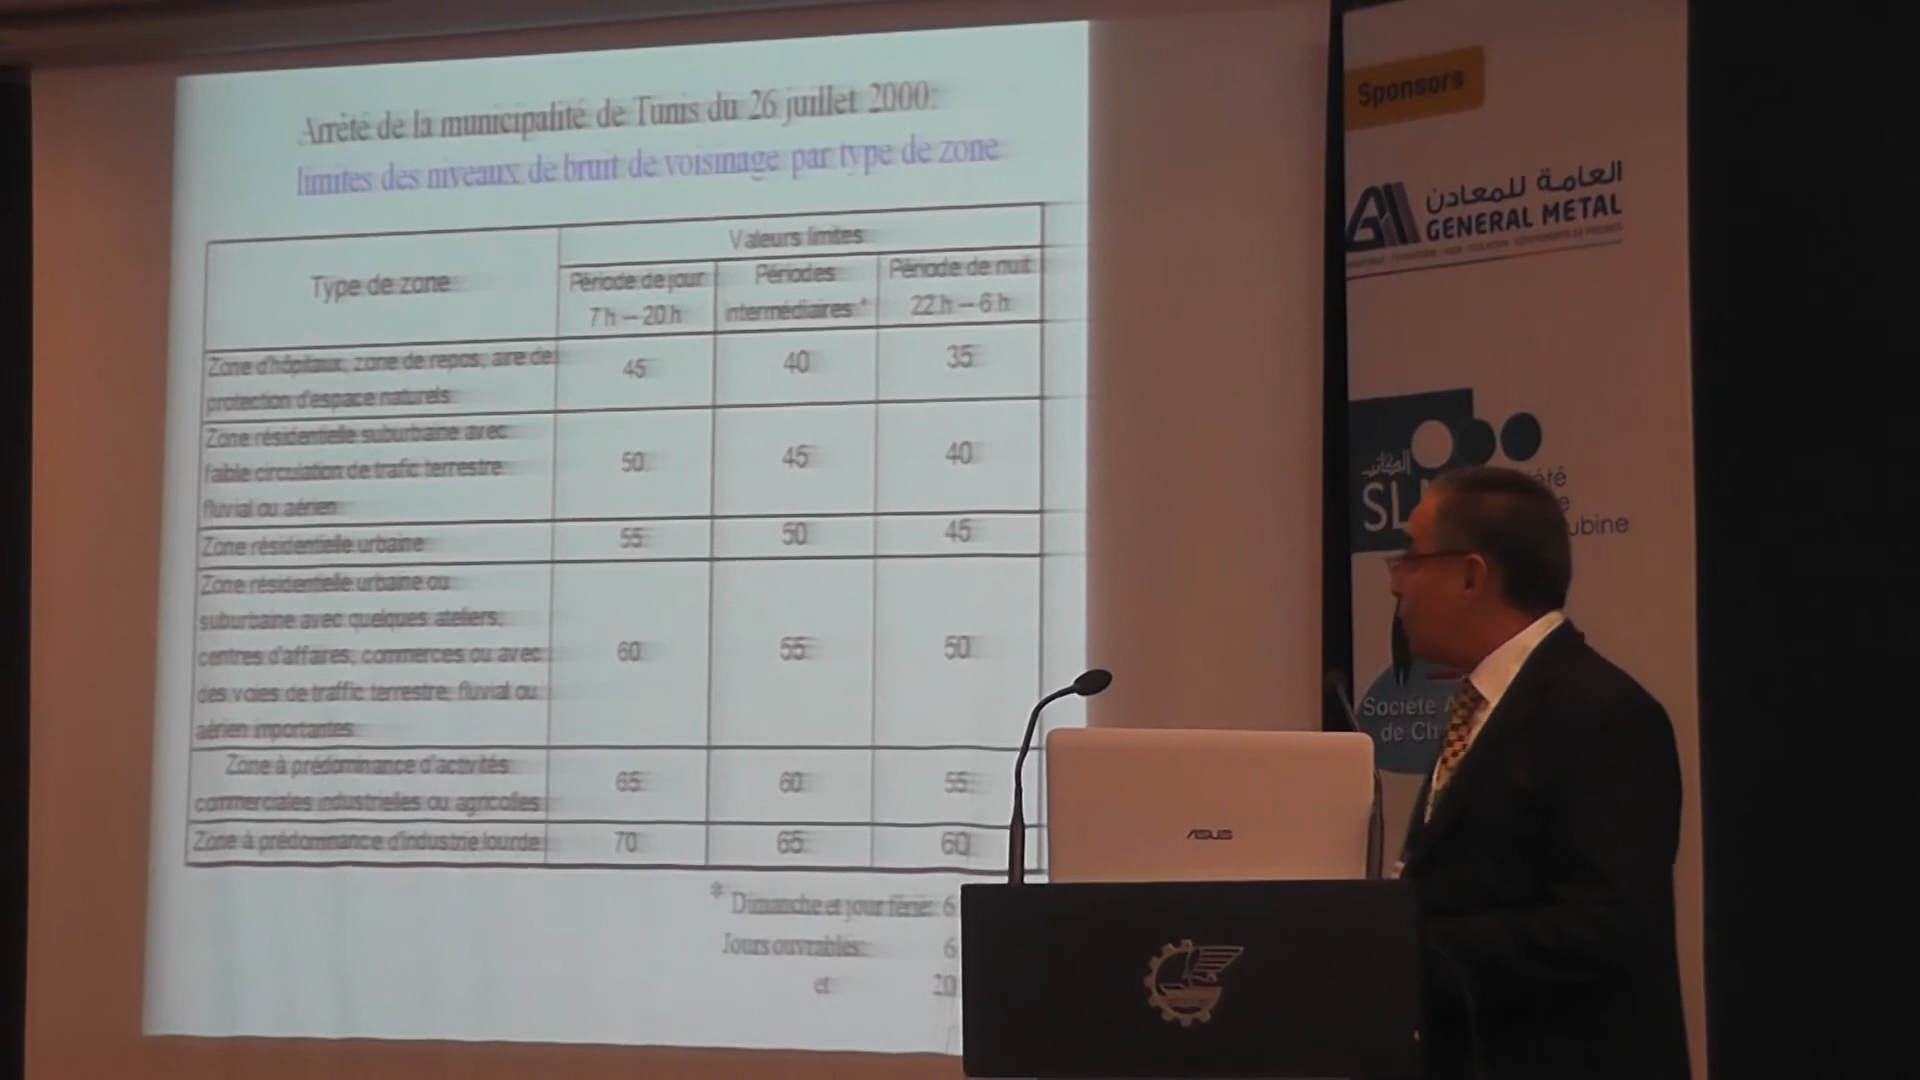 Arrêté de la municipalité de Tunis du 26 juillet 2000:
limites des niveaux de bruit de voisinage par type de zone
Type de zone
Valeurs limites
Période de jour
7 h – 20 h
Périodes
intermédiaires *
Période de nuit
22 h – 6 h
Zone d'hôpitaux, zone de repos, aire de
protection d'espace naturels
45
40
35
Zone résidentielle suburbaine avec
faible circulation de trafic terrestre
fluvial ou aérien
50
45
40
Zone résidentielle urbaine
55
50
45
Zone résidentielle urbaine ou
suburbaine avec quelques ateliers,
centres d'affaires, commerces ou avec
des voies de traffic terrestre, fluvial ou
aérien importantes
60
55
50
Zone à prédominance d'activités
commerciales industrielles ou agricolles
65
60
55
Zone à prédominance d'industrie lourde
70
65
60
* Dimanche et jour férié: 6
Jours ouvrables: 6
et 20
Sponsors
العامة للمعادن
GENERAL METAL
SL
ubine
Société
de Ch
ASUS